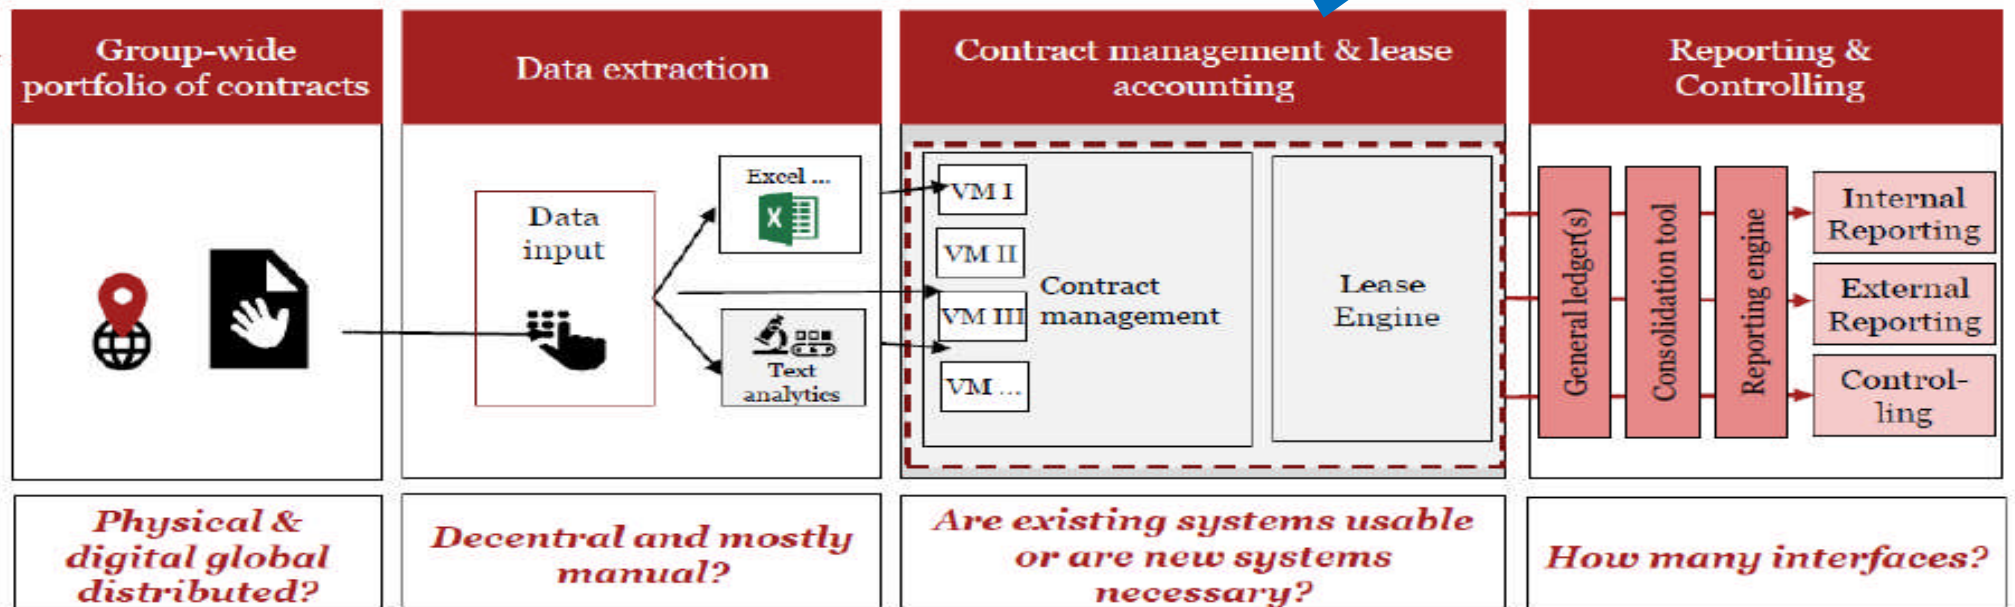 Group-wide
portfolio of contracts
Data extraction
Contract management & lease
accounting
Reporting &
Controlling
Data
input
Excel ...
X
Text
analytics
VM I
VM II
VM III
VM ...
Contract
management
Lease
Engine
General ledger(s)
Consolidation tool
Reporting engine
Internal
Reporting
External
Reporting
Control-
ling
Physical &
digital global
distributed?
Decentral and mostly
manual?
Are existing systems usable
or are new systems
necessary?
How many interfaces?